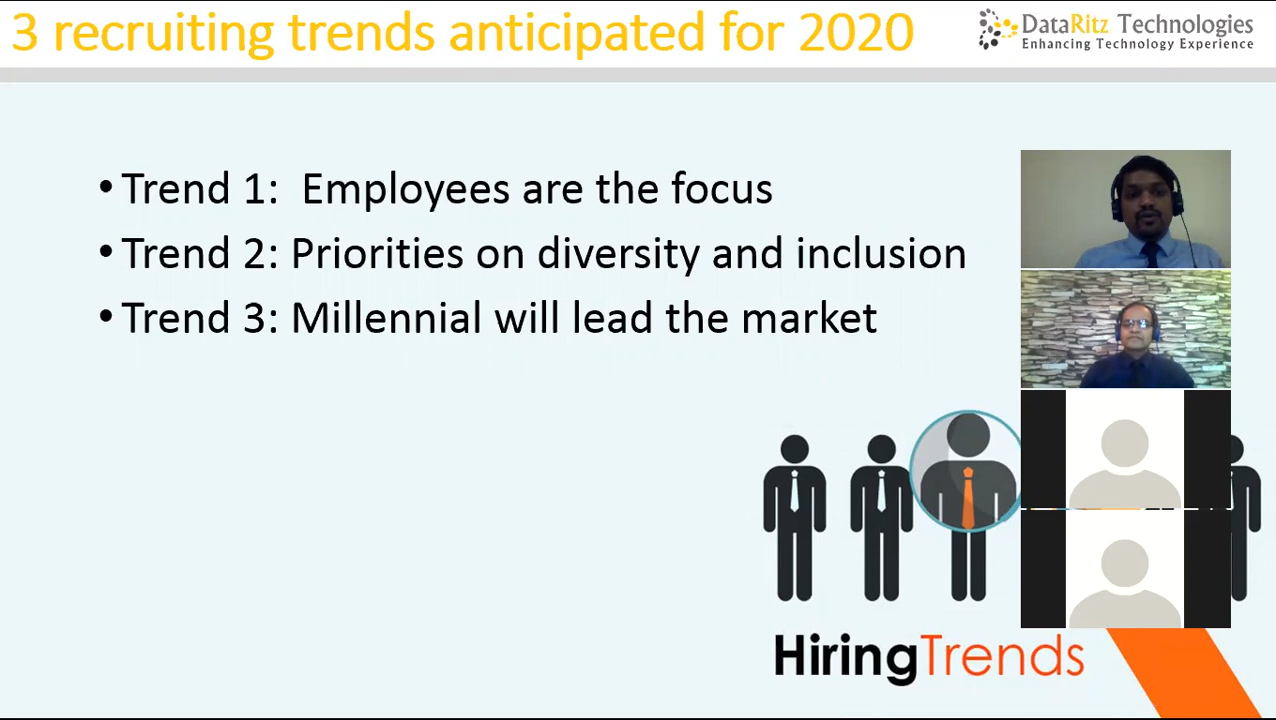 3 recruiting trends anticipated for 2020
DataRitz Technologies
Enhancing Technology Experience
• Trend 1:  Employees are the focus
• Trend 2: Priorities on diversity and inclusion
• Trend 3: Millennial will lead the market
HiringTrends